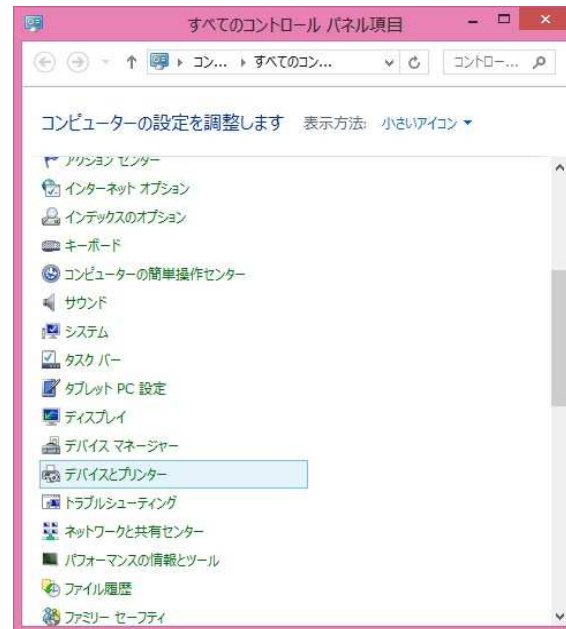 すべてのコントロール パネル項目
コン... すべてのコン... コントロー...
コンピューターの設定を調整します 表示方法: 小さいアイコン
アクション センター
インターネット オプション
インデックスのオプション
キーボード
コンピューターの簡単操作センター
サウンド
システム
タスク バー
タブレット PC 設定
ディスプレイ
デバイス マネージャー
デバイスとプリンター
トラブルシューティング
ネットワークと共有センター
パフォーマンスの情報とツール
ファイル履歴
ファミリー セーフティ